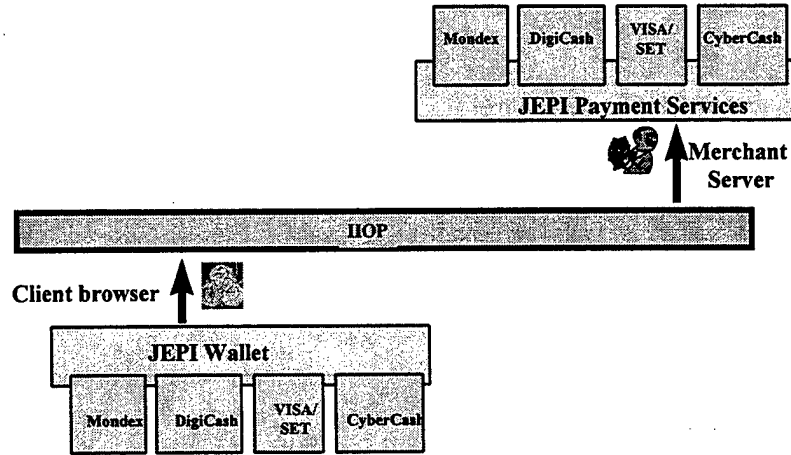 Mondex
DigiCash
VISA/
SET
CyberCash
JEPI Payment Services
Merchant
Server
IIOP
Client browser
JEPI Wallet
Mondex
DigiCash
VISA/
SET
CyberCash